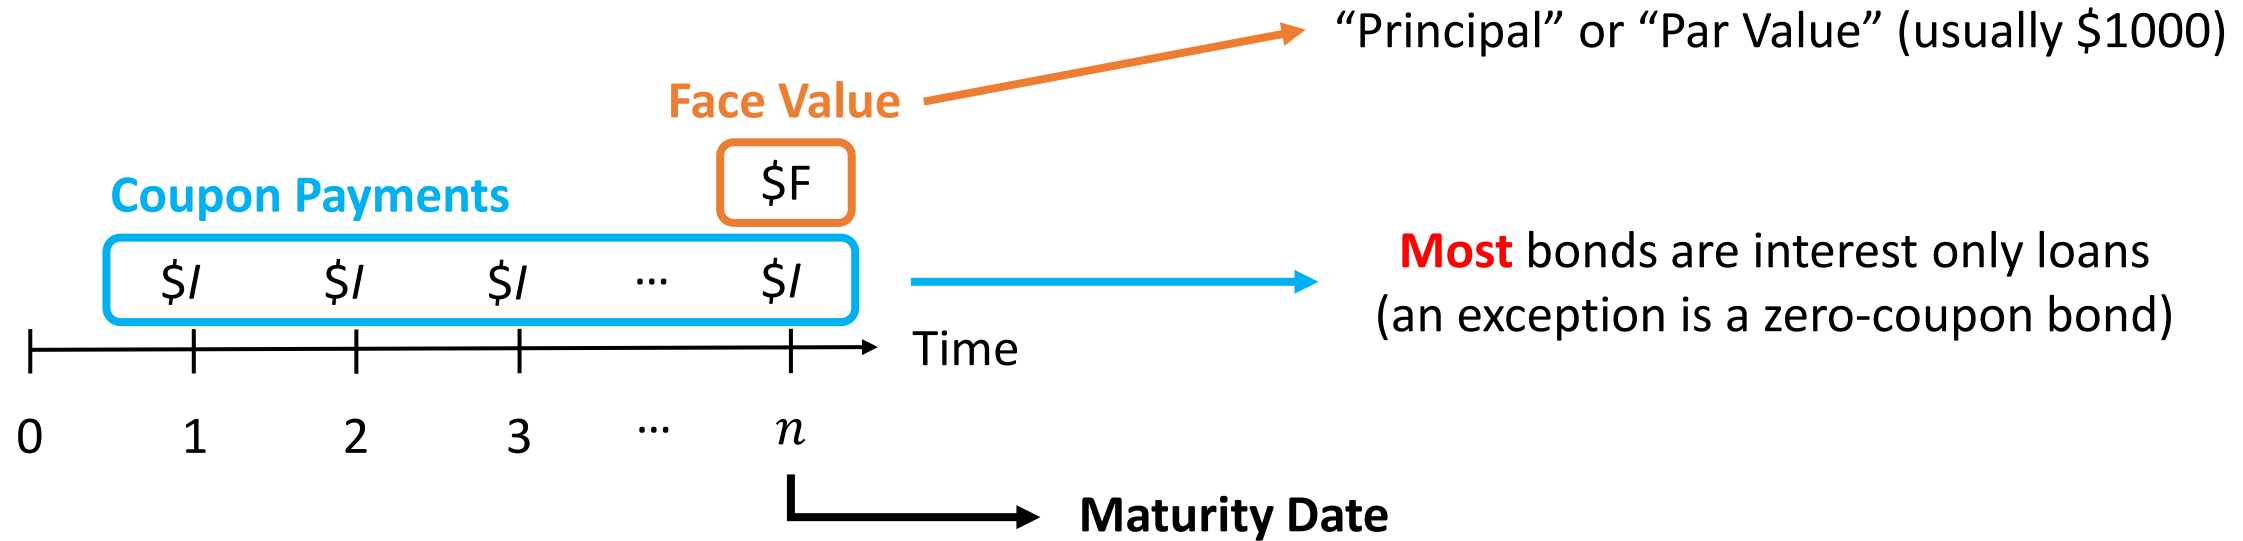 “Principal” or “Par Value” (usually $1000)
Face Value
$F
Coupon Payments
$I $I $I ... $I
Most bonds are interest only loans
(an exception is a zero-coupon bond)
Time
0 1 2 3 ... n
Maturity Date